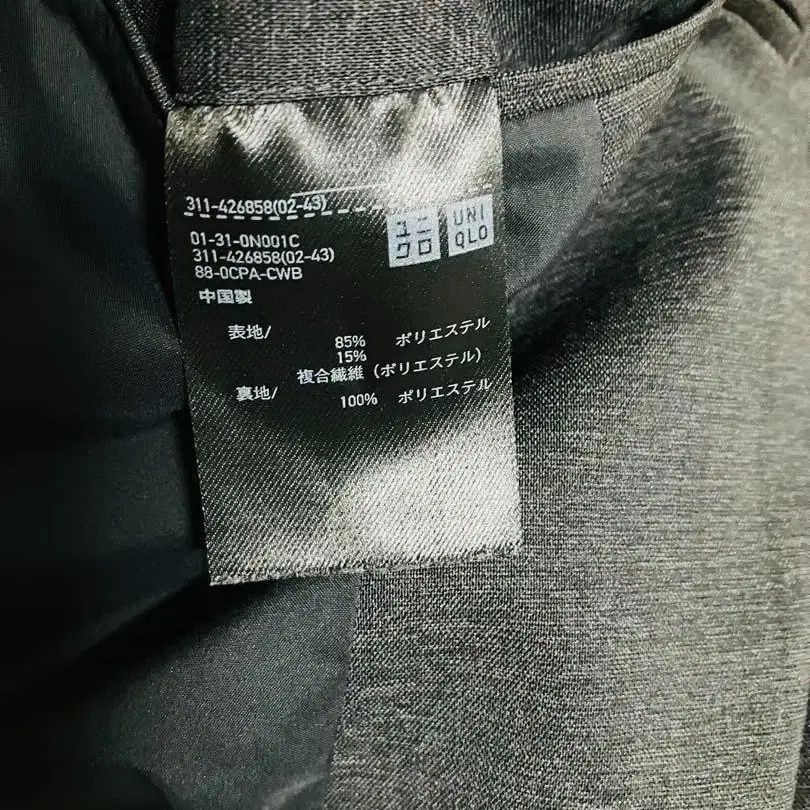 311-426858(02-43)
ユニクロ
UNIQLO
01-31-0N001C
311-426858(02-43)
88-0CPA-CWB
中国製
表地/
85% ポリエステル
15%
複合繊維(ポリエステル)
裏地/
100% ポリエステル